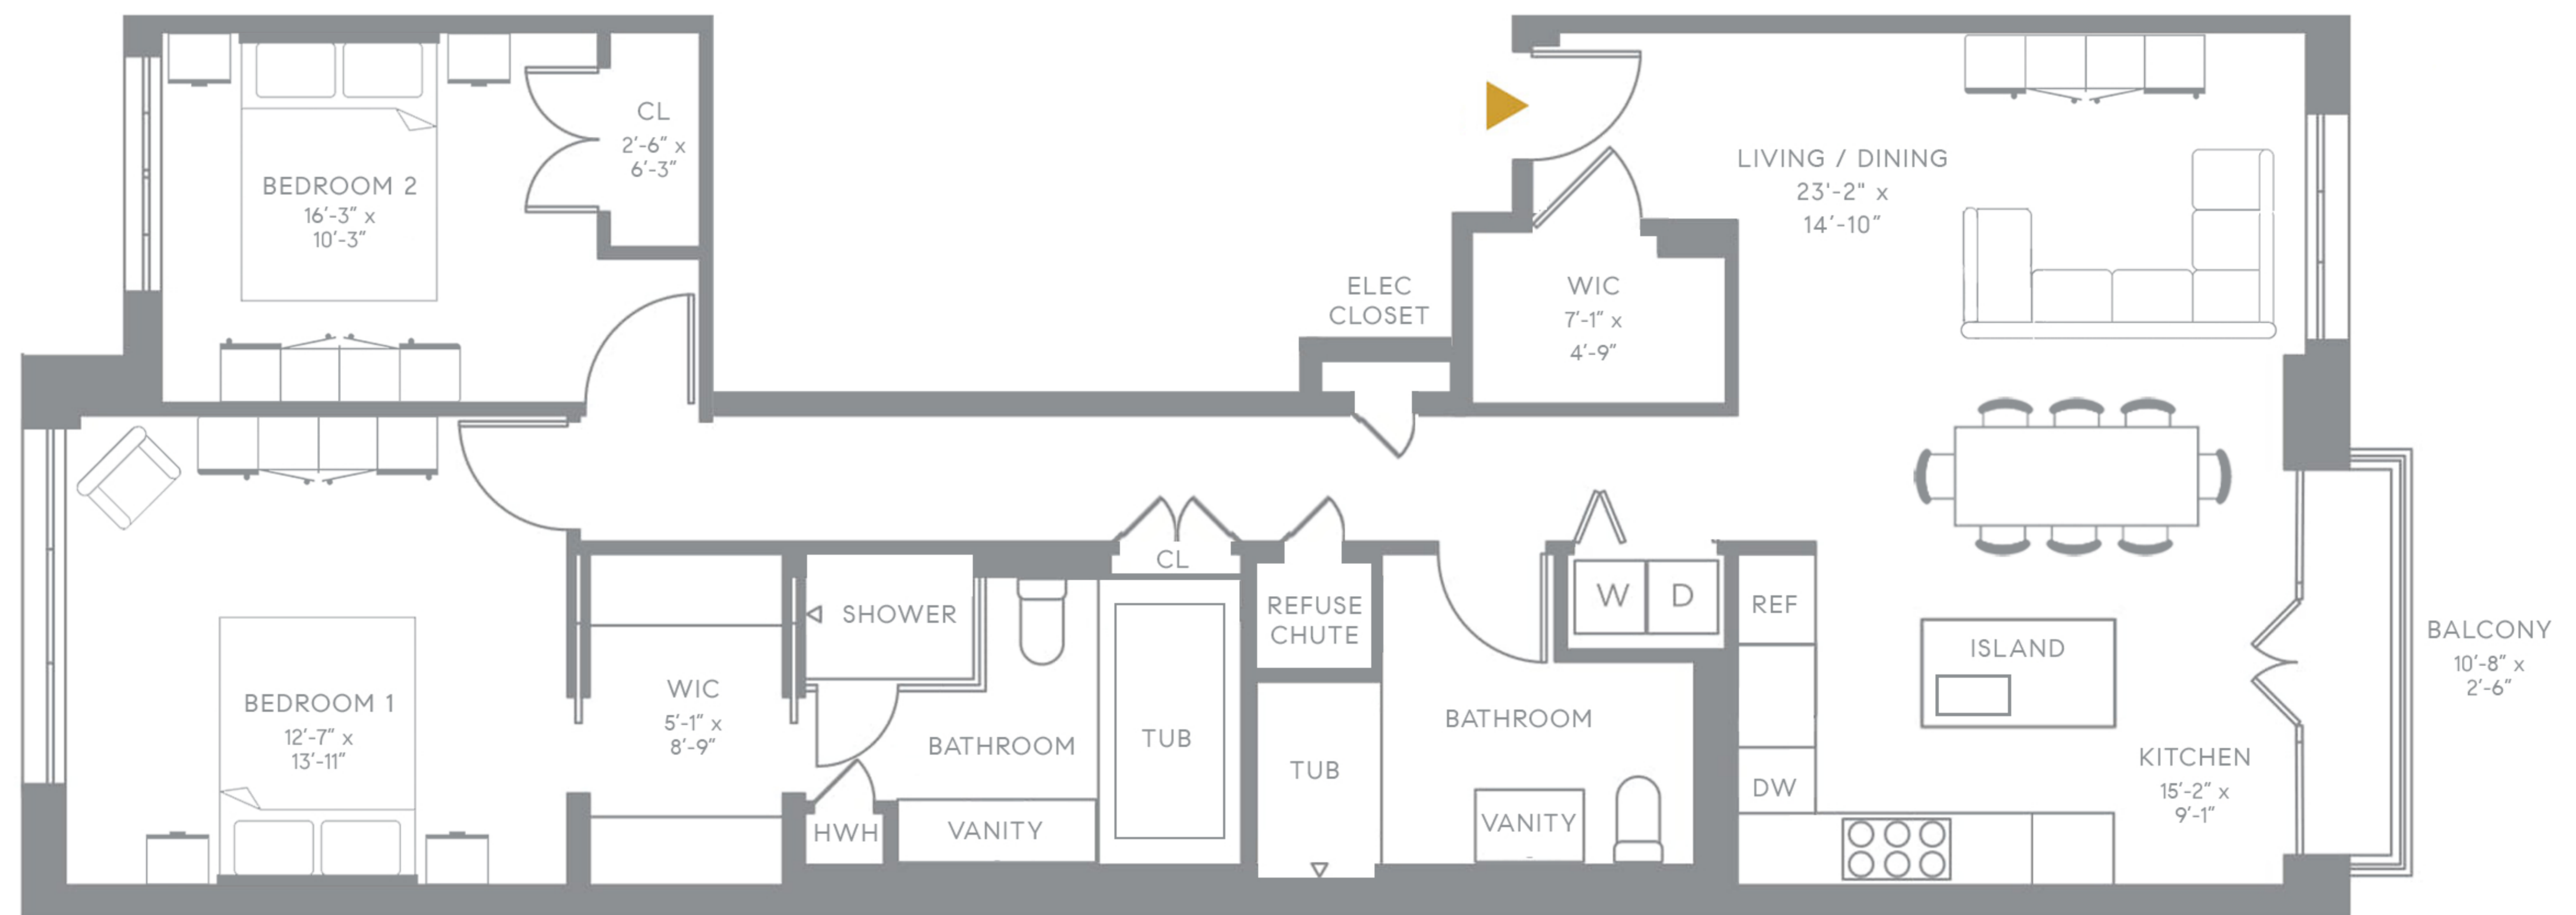 CL
2'-6" x
6'-3"
BEDROOM 2
16'-3" x
10'-3"
LIVING / DINING
23'-2" x
14'-10"
ELEC
CLOSET
WIC
7'-1" x
4'-9"
CL
SHOWER
REFUSE
CHUTE
W
D
REF
ISLAND
BALCONY
10'-8" x
2'-6"
BEDROOM 1
12'-7" x
13'-11"
WIC
5'-1" x
8'-9"
BATHROOM
TUB
TUB
BATHROOM
KITCHEN
15'-2" x
9'-1"
DW
HWH
VANITY
VANITY